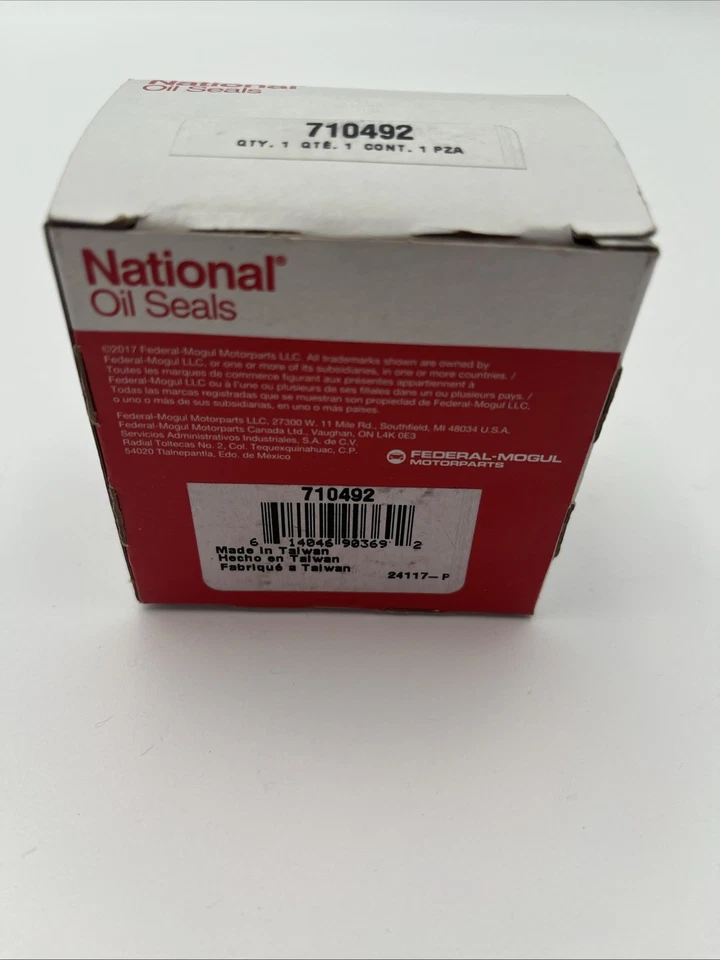 National
Oil Seals
710492
QTY. 1 QTÉ. 1 CONT. 1 PZA
National®
Oil Seals
©2017 Federal-Mogul Motorparts LLC. All trademarks shown are owned by
Federal-Mogul LLC, or one or more of its subsidiaries, in one or more countries. /
Toutes les marques de commerce figurant aux présentes appartiennent à
Federal-Mogul LLC ou à l'une ou plusieurs de ses filiales dans un ou plusieurs pays. /
Todas las marcas registradas que se muestran son propiedad de Federal-Mogul LLC,
o uno o más de sus subsidiarias, en uno o más países.
Federal-Mogul Motorparts LLC, 27300 W. 11 Mile Rd., Southfield, MI 48034 U.S.A.
Federal-Mogul Motorparts Canada Ltd., Vaughan, ON L4K 0E3
Servicios Administrativos Industriales, S.A. de C.V.
Radial Toltecas No. 2, Col. Tequexquinahuac, C.P.
54020 Tlalnepantla, Edo. de México
FEDERAL-MOGUL
MOTORPARTS
710492
6 14046 90369 2
Made in Taiwan
Hecho en Taiwan
Fabriqué a Taiwan
24117-P